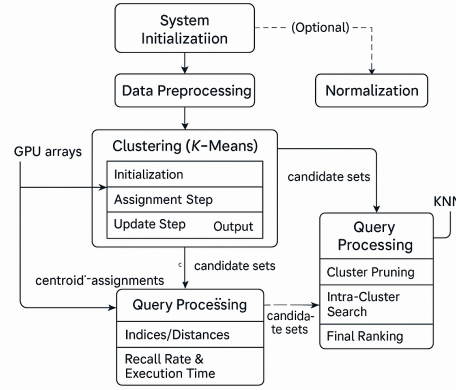 System
Initializatiion
(Optional)
Data Preprocessing
Normalization
GPU arrays
Clustering (K–Means)
Initialization
Assignment Step
Update Step
Output
candidate sets
KNN
Query
Processing
Cluster Pruning
Intra-Cluster
Search
Final Ranking
c
candidate sets
centroid-assignments
Query Processing
Indices/Distances
Recall Rate &
Execution Time
candida-
te sets